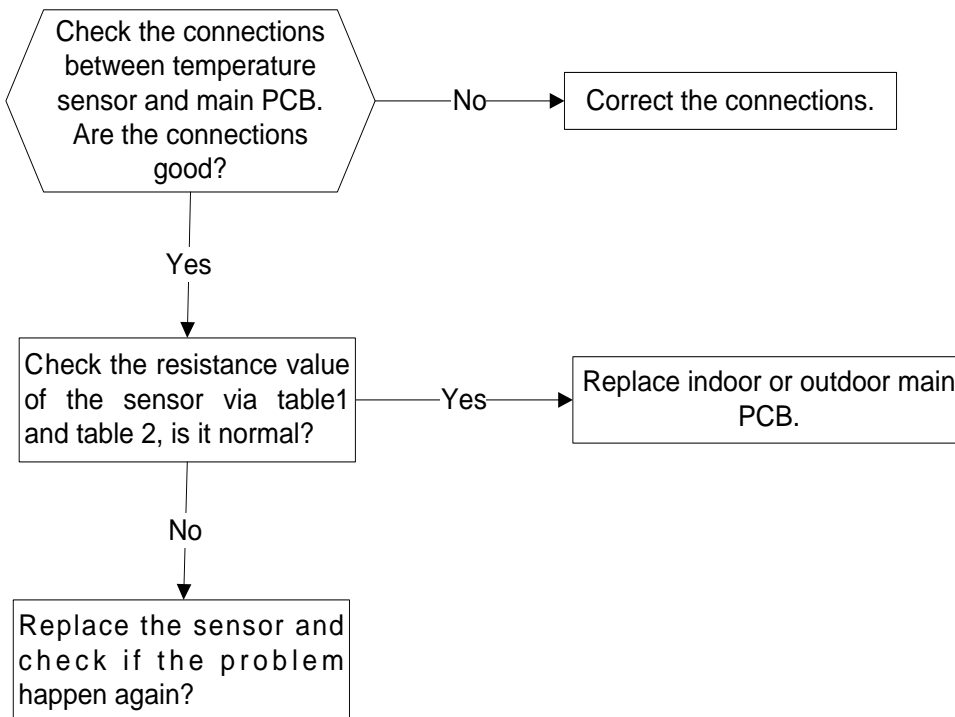 Check the connections
between temperature
sensor and main PCB.
Are the connections
good?
No
Correct the connections.
Yes
Check the resistance value
of the sensor via table1
and table 2, is it normal?
Yes
Replace indoor or outdoor main
PCB.
No
Replace the sensor and
check if the problem
happen again?